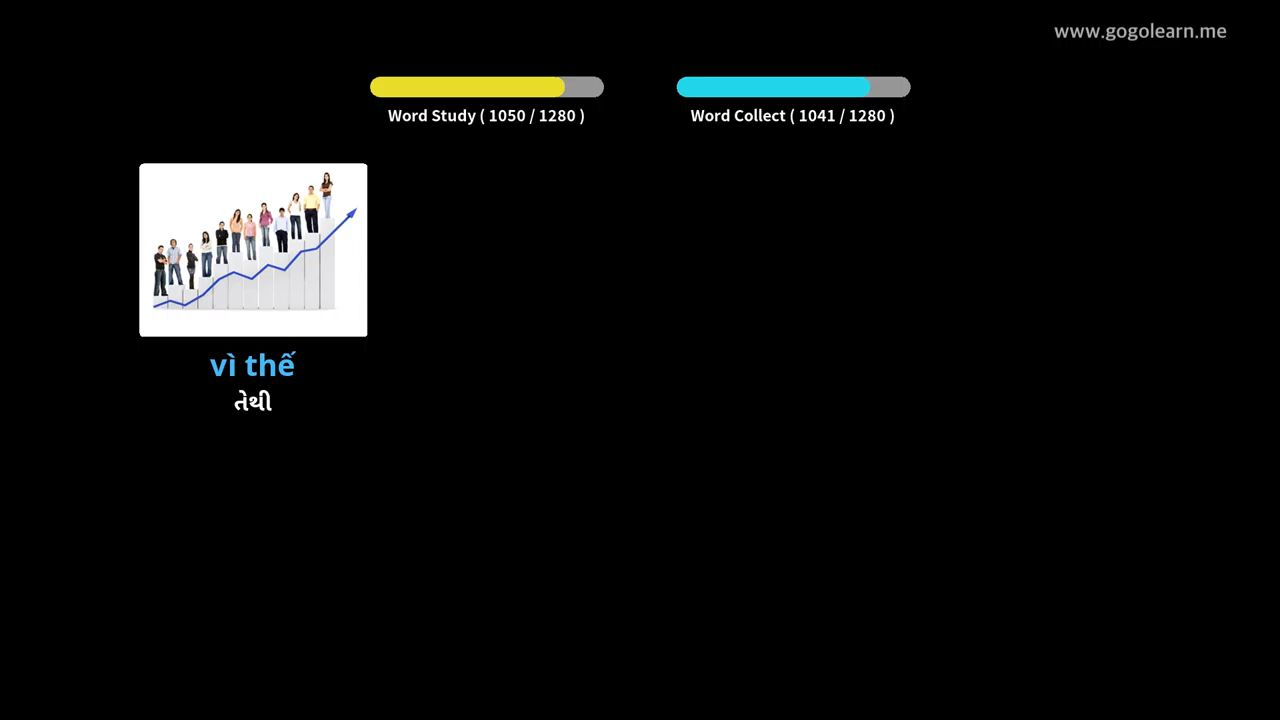 www.gogolearn.me
Word Study ( 1050 / 1280 )
Word Collect ( 1041 / 1280 )
vì thế
તેથી